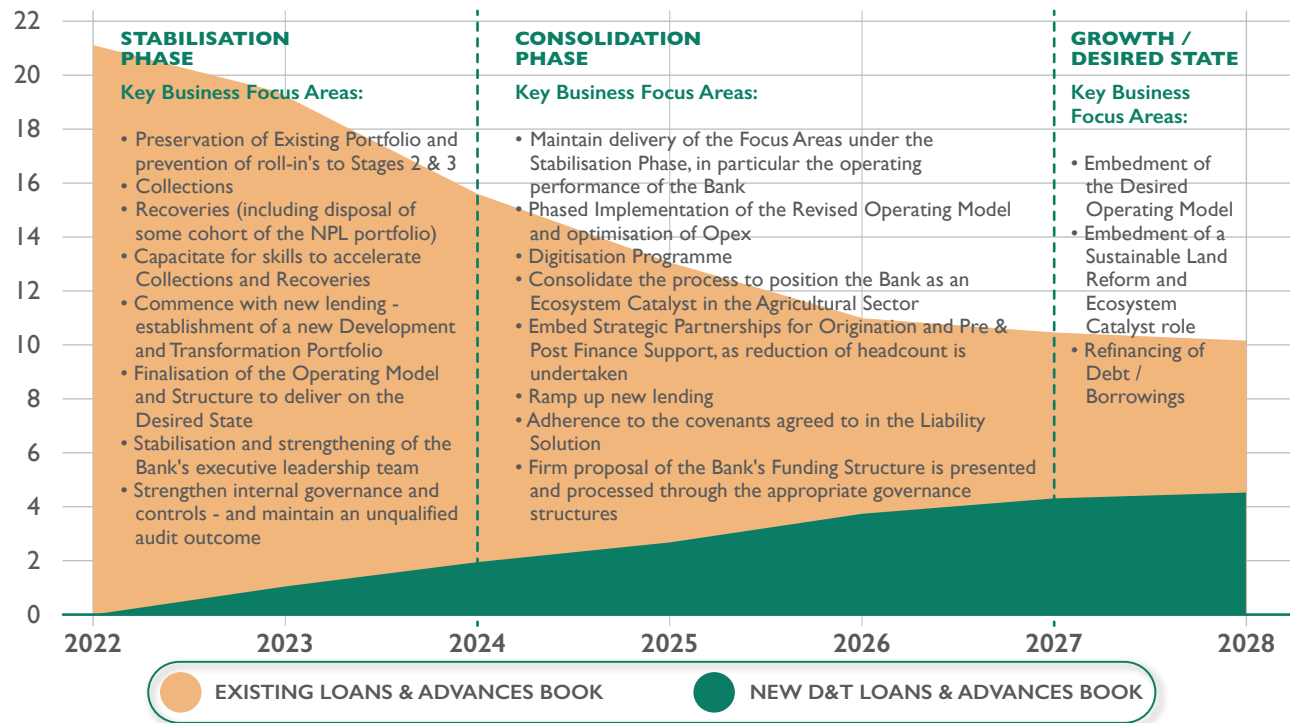 22
20
18
16
14
12
10
8
6
4
2
0
STABILISATION
PHASE
Key Business Focus Areas:
• Preservation of Existing Portfolio and
prevention of roll-in's to Stages 2 & 3
• Collections
• Recoveries (including disposal of
some cohort of the NPL portfolio)
• Capacitate for skills to accelerate
Collections and Recoveries
• Commence with new lending -
establishment of a new Development
and Transformation Portfolio
• Finalisation of the Operating Model
and Structure to deliver on the
Desired State
• Stabilisation and strengthening of the
Bank's executive leadership team
• Strengthen internal governance and
controls - and maintain an unqualified
audit outcome
CONSOLIDATION
PHASE
Key Business Focus Areas:
• Maintain delivery of the Focus Areas under the
Stabilisation Phase, in particular the operating
performance of the Bank
• Phased Implementation of the Revised Operating Model
and optimisation of Opex
• Digitisation Programme
• Consolidate the process to position the Bank as an
Ecosystem Catalyst in the Agricultural Sector
• Embed Strategic Partnerships for Origination and Pre &
Post Finance Support, as reduction of headcount is
undertaken
• Ramp up new lending
• Adherence to the covenants agreed to in the Liability
Solution
• Firm proposal of the Bank's Funding Structure is presented
and processed through the appropriate governance
structures
GROWTH /
DESIRED STATE
Key Business
Focus Areas:
• Embedment of
the Desired
Operating Model
• Embedment of a
Sustainable Land
Reform and
Ecosystem
Catalyst role
• Refinancing of
Debt /
Borrowings
2022 2023 2024 2025 2026 2027 2028
EXISTING LOANS & ADVANCES BOOK
NEW D&T LOANS & ADVANCES BOOK